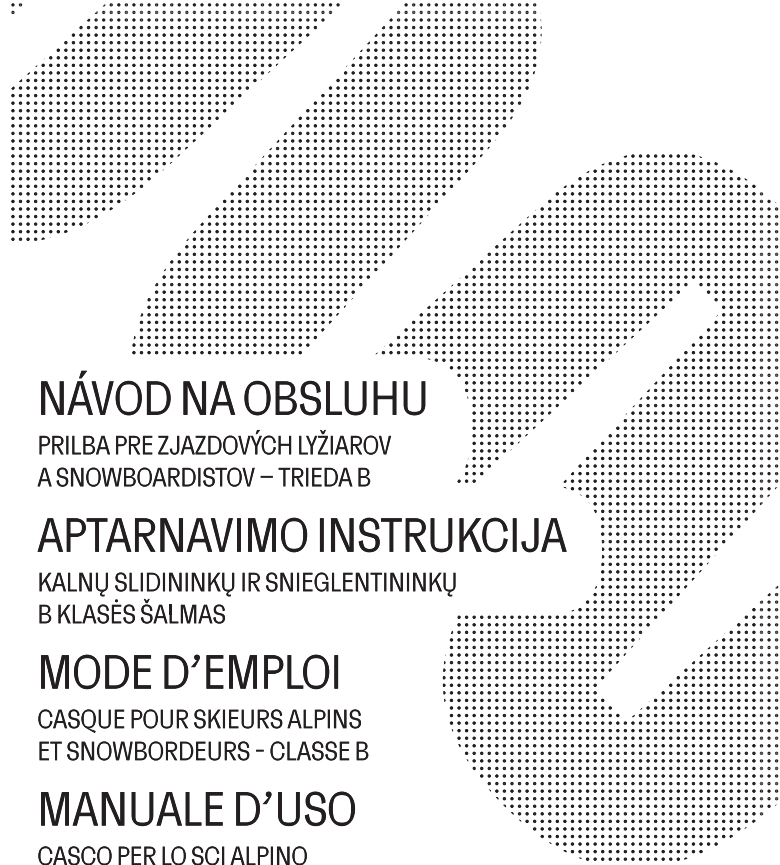 NÁVOD NA OBSLUHU
PRILBA PRE ZJAZDOVÝCH LYŽIAROV
A SNOWBOARDISTOV – TRIEDA B
APTARNAVIMO INSTRUKCIJA
KALNŲ SLIDININKŲ IR SNIEGLENTININKŲ
B KLASĖS ŠALMAS
MODE D’EMPLOI
CASQUE POUR SKIEURS ALPINS
ET SNOWBORDEURS - CLASSE B
MANUALE D’USO
CASCO PER LO SCI ALPINO